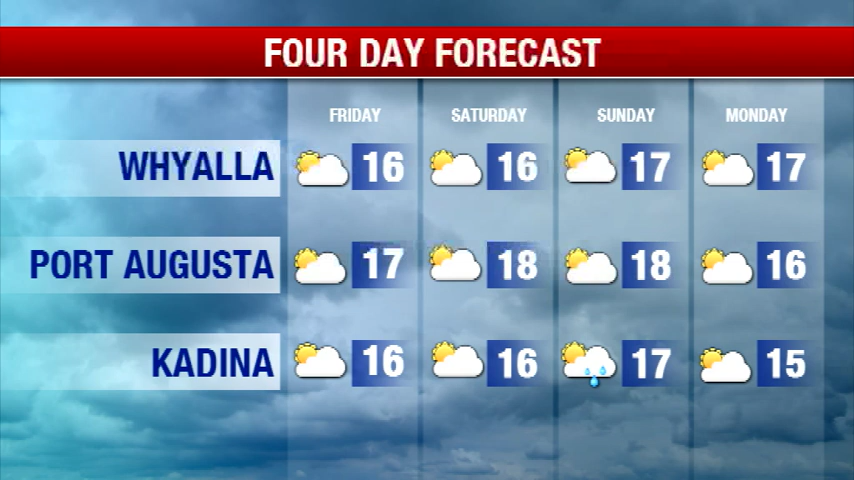 FOUR DAY FORECAST
FRIDAY SATURDAY SUNDAY MONDAY
WHYALLA 16 16 17 17
PORT AUGUSTA 17 18 18 16
KADINA 16 16 17 15